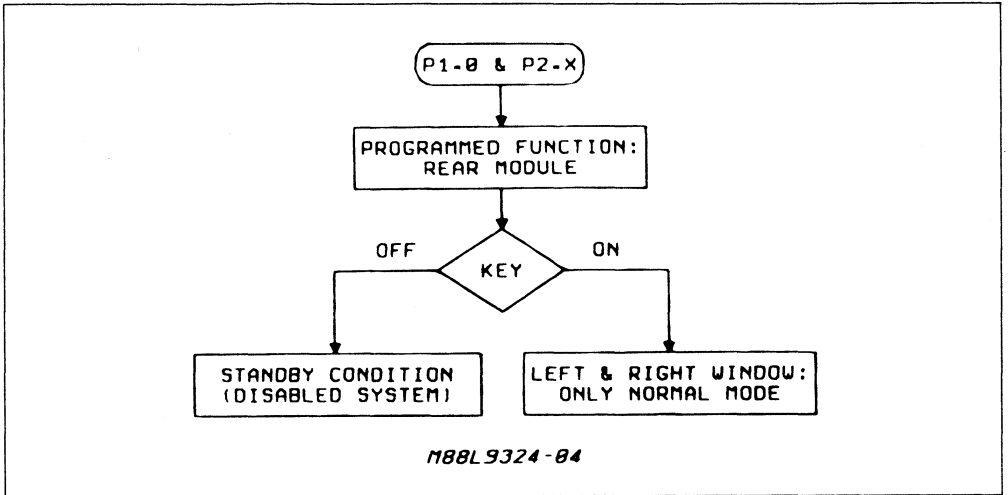 P1-0 & P2-X
PROGRAMMED FUNCTION:
REAR MODULE
OFF
KEY
ON
STANDBY CONDITION
(DISABLED SYSTEM)
LEFT & RIGHT WINDOW:
ONLY NORMAL MODE
M88L9324-04